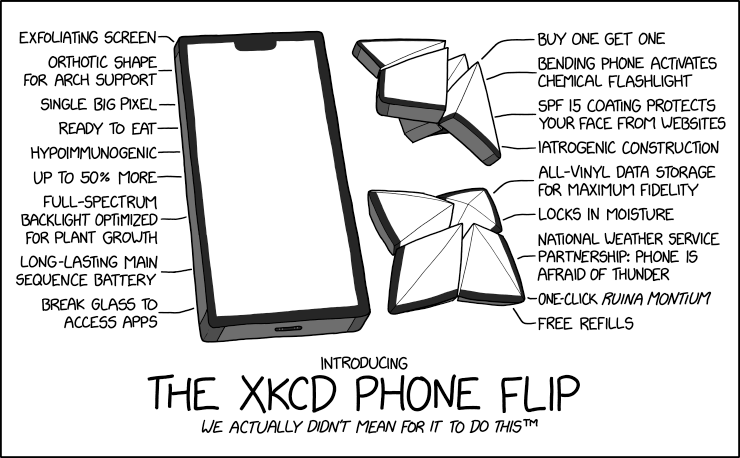 EXFOLIATING SCREEN
ORTHOTIC SHAPE
FOR ARCH SUPPORT
SINGLE BIG PIXEL
READY TO EAT
HYPOIMMUNOGENIC
UP TO 50% MORE
FULL-SPECTRUM
BACKLIGHT OPTIMIZED
FOR PLANT GROWTH
LONG-LASTING MAIN
SEQUENCE BATTERY
BREAK GLASS TO
ACCESS APPS
BUY ONE GET ONE
BENDING PHONE ACTIVATES
CHEMICAL FLASHLIGHT
SPF 15 COATING PROTECTS
YOUR FACE FROM WEBSITES
IATROGENIC CONSTRUCTION
ALL-VINYL DATA STORAGE
FOR MAXIMUM FIDELITY
LOCKS IN MOISTURE
NATIONAL WEATHER SERVICE
PARTNERSHIP: PHONE IS
AFRAID OF THUNDER
ONE-CLICK RUINA MONTIUM
FREE REFILLS
INTRODUCING
THE XKCD PHONE FLIP
WE ACTUALLY DIDN'T MEAN FOR IT TO DO THIS™